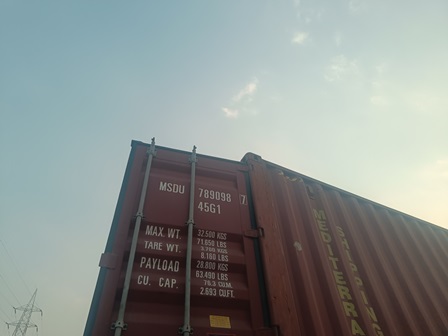 MSDU 789098 7
45G1
MAX. WT. 32.500 KGS
71.650 LBS
TARE WT. 3.700 KGS
8.160 LBS
PAYLOAD 28.800 KGS
63.490 LBS
CU. CAP. 76.3 CU.M.
2.693 CU.FT.
MEDITERRA
SHIPPIN